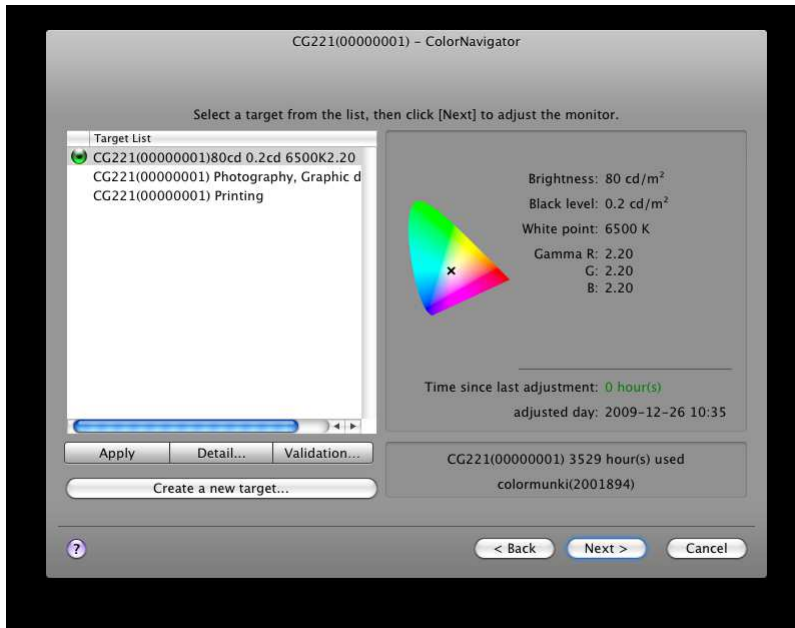 CG221(00000001) – ColorNavigator
Select a target from the list, then click [Next] to adjust the monitor.
Target List
CG221(00000001)80cd 0.2cd 6500K2.20
CG221(00000001) Photography, Graphic d
CG221(00000001) Printing
Brightness: 80 cd/m²
Black level: 0.2 cd/m²
White point: 6500 K
Gamma R: 2.20
G: 2.20
B: 2.20
Time since last adjustment: 0 hour(s)
adjusted day: 2009-12-26 10:35
Apply
Detail...
Validation...
Create a new target...
CG221(00000001) 3529 hour(s) used
colormunki(2001894)
?
< Back
Next >
Cancel